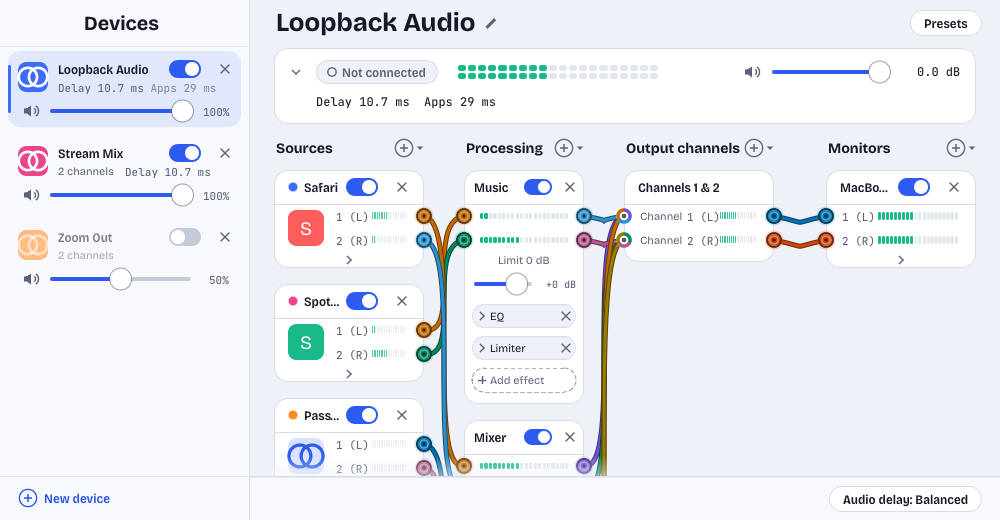 Devices
Loopback Audio
Delay 10.7 ms Apps 29 ms
100%
Stream Mix
2 channels Delay 10.7 ms
100%
Zoom Out
2 channels
50%
New device
Loopback Audio
Presets
Not connected
0.0 dB
Delay 10.7 ms Apps 29 ms
Sources
Processing
Output channels
Monitors
Safari
S
1 (L)
2 (R)
Spot...
S
1 (L)
2 (R)
Pass...
1 (L)
2 (R)
Music
Limit 0 dB
+0 dB
EQ
Limiter
Add effect
Mixer
Channels 1 & 2
Channel 1 (L)
Channel 2 (R)
MacBo...
1 (L)
2 (R)
Audio delay: Balanced